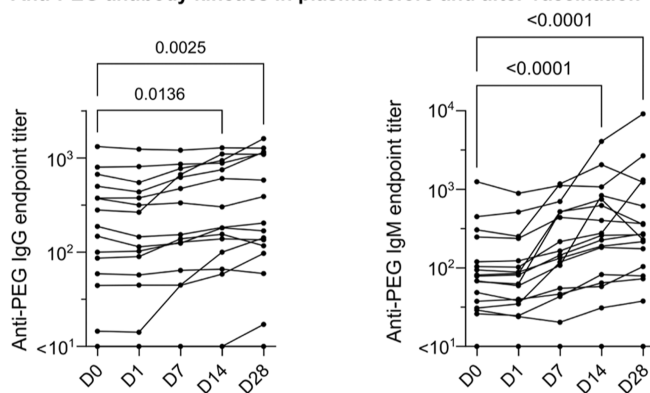 Anti-PEG antibody kinetics in plasma before and after vaccination
0.0025
0.0136
Anti-PEG IgG endpoint titer
10³
10²
<10¹
D0 D1 D7 D14 D28
<0.0001
<0.0001
Anti-PEG IgM endpoint titer
10⁴
10³
10²
<10¹
D0 D1 D7 D14 D28